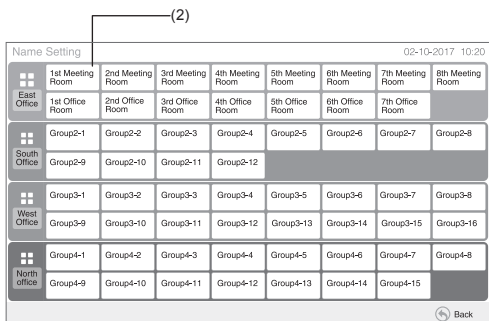 (2)
Name Setting 02-10-2017 10:20
East Office
1st Meeting Room 2nd Meeting Room 3rd Meeting Room 4th Meeting Room 5th Meeting Room 6th Meeting Room 7th Meeting Room 8th Meeting Room
1st Office Room 2nd Office Room 3rd Office Room 4th Office Room 5th Office Room 6th Office Room 7th Office Room
South Office
Group2-1 Group2-2 Group2-3 Group2-4 Group2-5 Group2-6 Group2-7 Group2-8
Group2-9 Group2-10 Group2-11 Group2-12
West Office
Group3-1 Group3-2 Group3-3 Group3-4 Group3-5 Group3-6 Group3-7 Group3-8
Group3-9 Group3-10 Group3-11 Group3-12 Group3-13 Group3-14 Group3-15 Group3-16
North office
Group4-1 Group4-2 Group4-3 Group4-4 Group4-5 Group4-6 Group4-7 Group4-8
Group4-9 Group4-10 Group4-11 Group4-12 Group4-13 Group4-14 Group4-15
Back